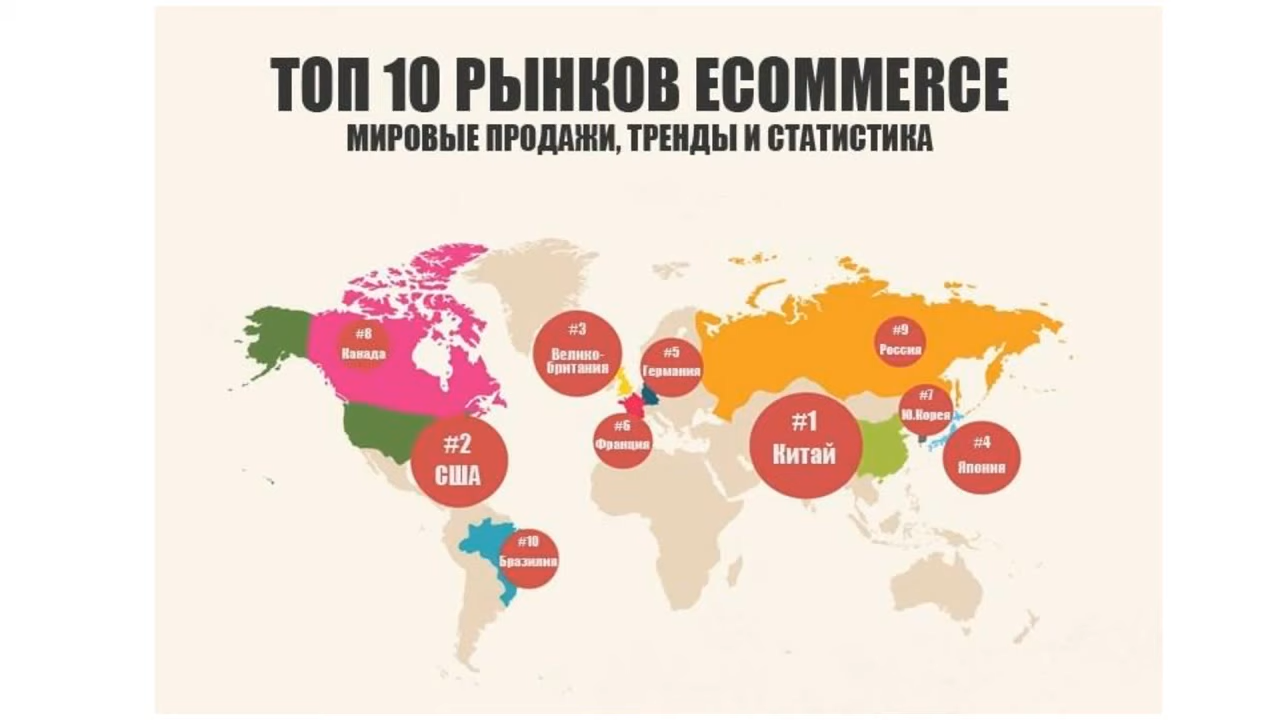 ТОП 10 РЫНКОВ ECOMMERCE
МИРОВЫЕ ПРОДАЖИ, ТРЕНДЫ И СТАТИСТИКА
#8
Канада
#3
Велико-
британия
#5
Германия
#9
Россия
#7
Ю.Корея
#6
Франция
#1
Китай
#4
Япония
#2
США
#10
Бразилия